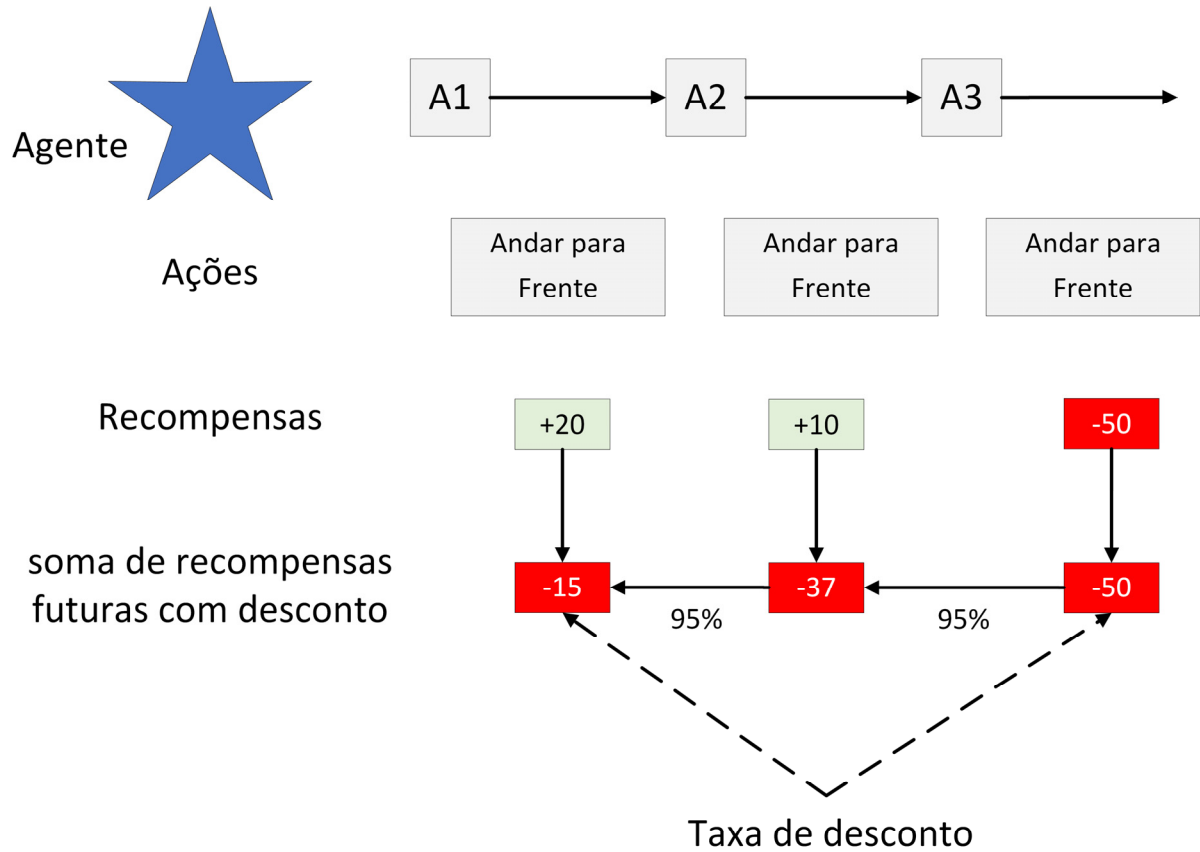 Agente
A1
A2
A3
Ações
Andar para
Frente
Andar para
Frente
Andar para
Frente
Recompensas
+20
+10
-50
soma de recompensas
futuras com desconto
-15
-37
-50
95%
95%
Taxa de desconto